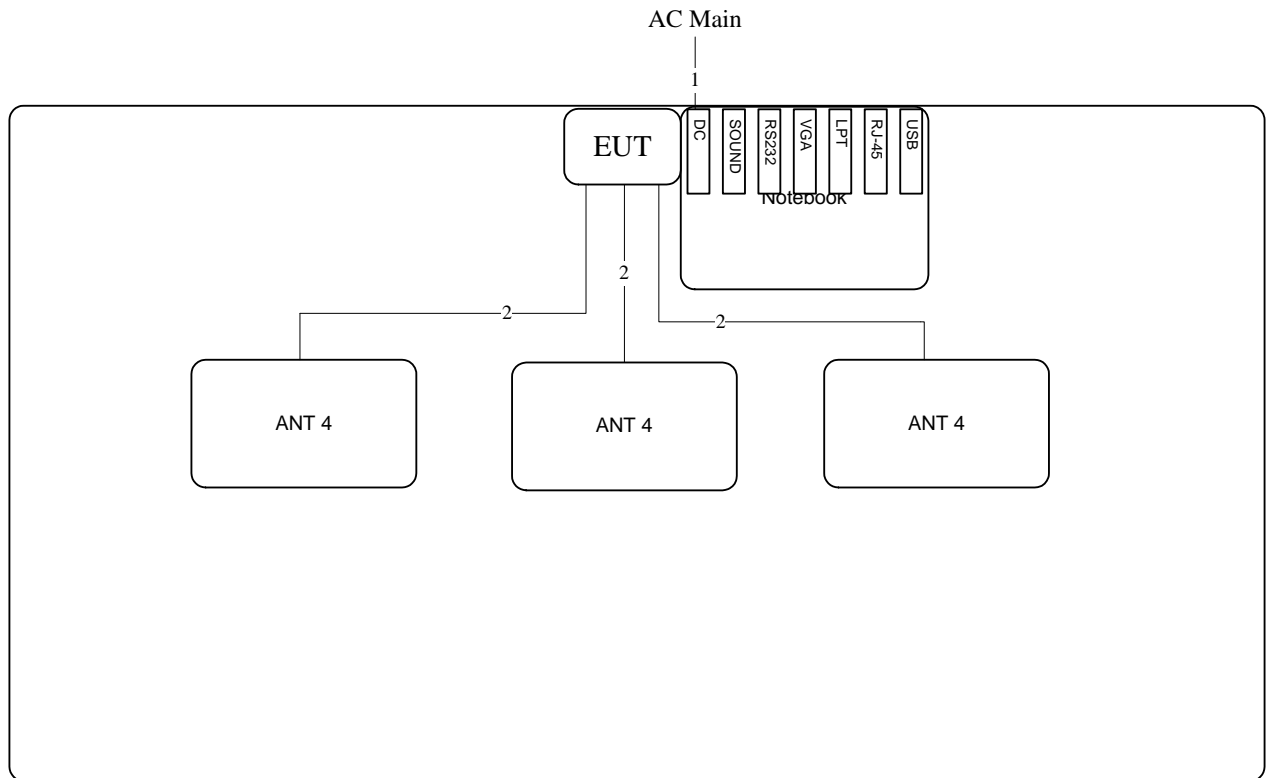 AC Main
1
EUT
DC
SOUND
RS232
VGA
LPT
RJ-45
USB
Notebook
2
2
2
ANT 4
ANT 4
ANT 4